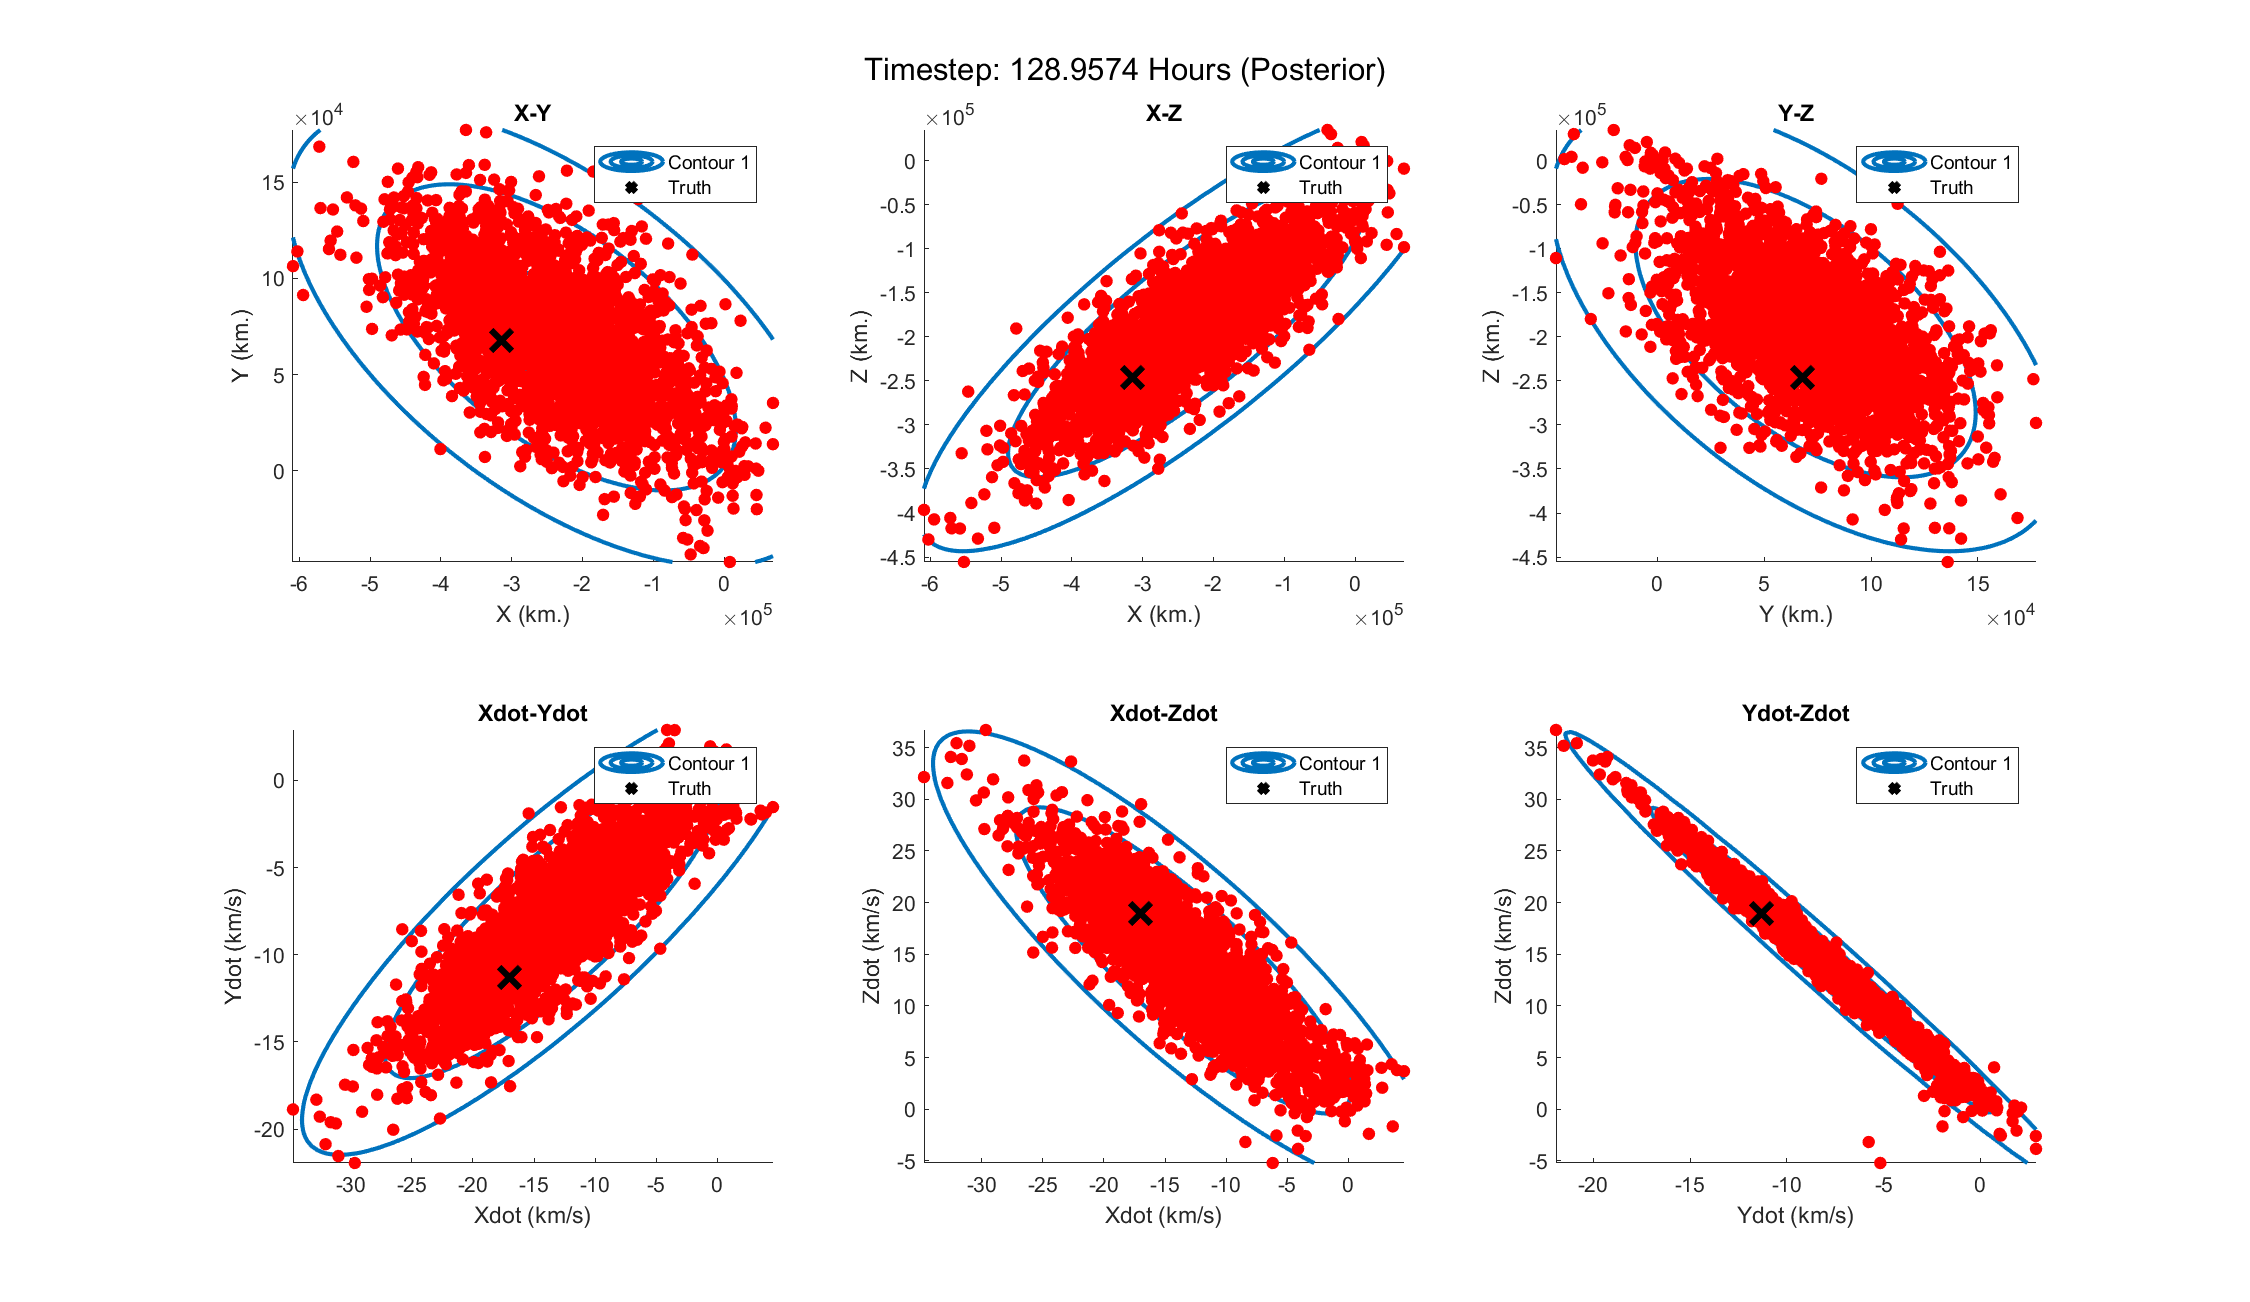 Timestep: 128.9574 Hours (Posterior)
X-Y
×10^4
Contour 1
Truth
15
10
5
0
Y (km.)
-6 -5 -4 -3 -2 -1 0
X (km.)
×10^5
X-Z
×10^5
Contour 1
Truth
0
-0.5
-1
-1.5
-2
-2.5
-3
-3.5
-4
-4.5
Z (km.)
-6 -5 -4 -3 -2 -1 0
X (km.)
×10^5
Y-Z
×10^5
Contour 1
Truth
0
-0.5
-1
-1.5
-2
-2.5
-3
-3.5
-4
-4.5
Z (km.)
0 5 10 15
Y (km.)
×10^4
Xdot-Ydot
Contour 1
Truth
0
-5
-10
-15
-20
Ydot (km/s)
-30 -25 -20 -15 -10 -5 0
Xdot (km/s)
Xdot-Zdot
Contour 1
Truth
35
30
25
20
15
10
5
0
-5
Zdot (km/s)
-30 -25 -20 -15 -10 -5 0
Xdot (km/s)
Ydot-Zdot
Contour 1
Truth
35
30
25
20
15
10
5
0
-5
Zdot (km/s)
-20 -15 -10 -5 0
Ydot (km/s)